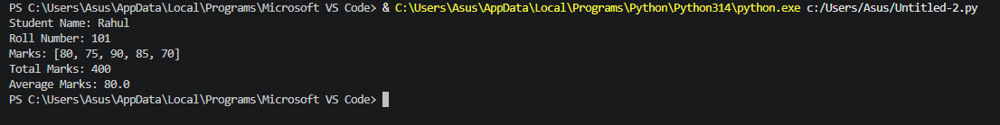 PS C:\Users\Asus\AppData\Local\Programs\Microsoft VS Code> & C:\Users\Asus\AppData\Local\Programs\Python\Python314\python.exe c:/Users/Asus/Untitled-2.py
Student Name: Rahul
Roll Number: 101
Marks: [80, 75, 90, 85, 70]
Total Marks: 400
Average Marks: 80.0
PS C:\Users\Asus\AppData\Local\Programs\Microsoft VS Code>